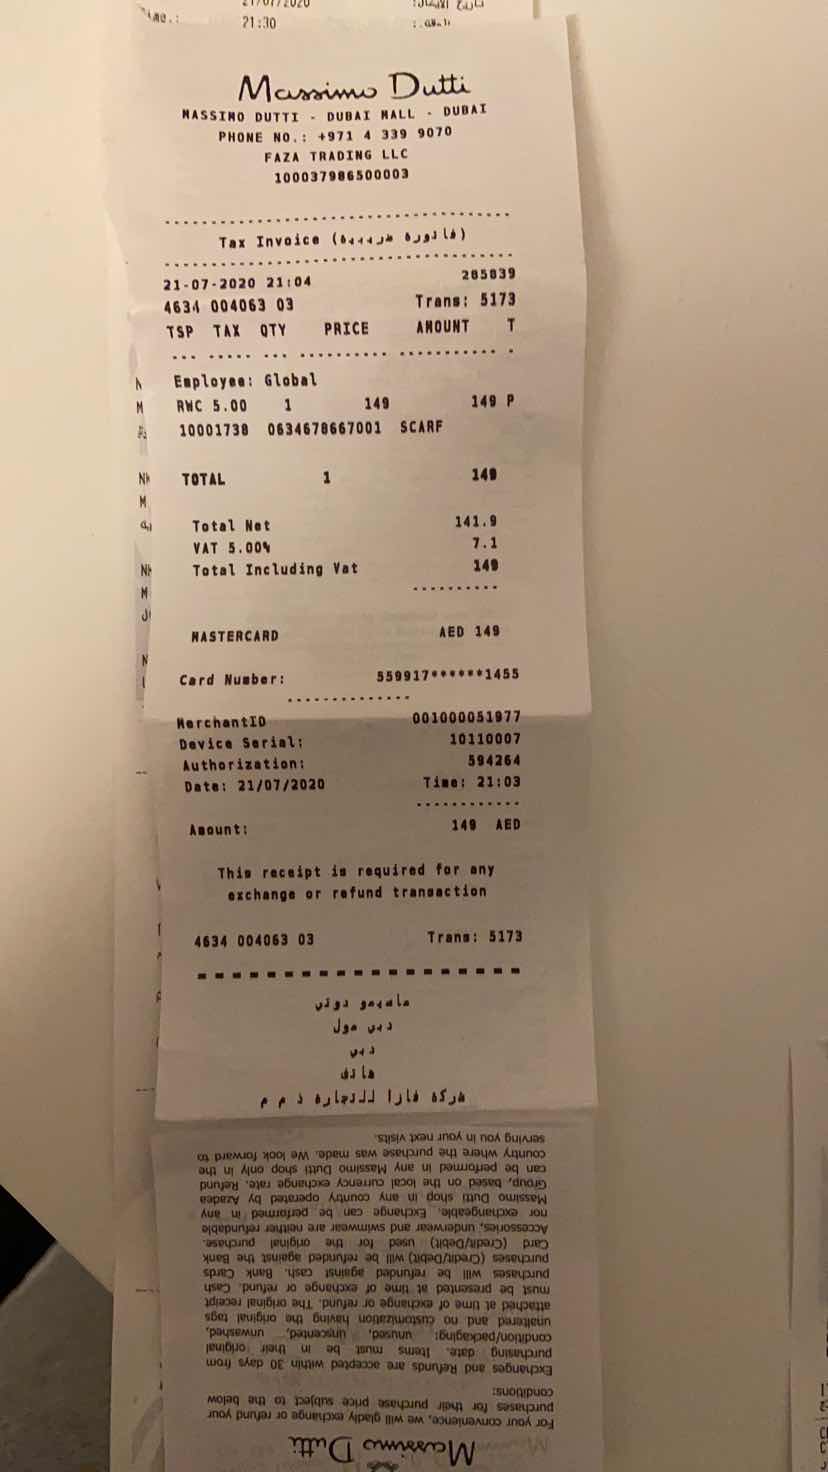 21/07/2020
21:30
Massimo Dutti
MASSIMO DUTTI - DUBAI MALL - DUBAI
PHONE NO.: +971 4 339 9070
FAZA TRADING LLC
100037986500003
Tax Invoice (فاتورة ضريبية)
21-07-2020 21:04 285839
4634 004063 03 Trans: 5173
TSP TAX QTY PRICE AMOUNT T
Employee: Global
RWC 5.00 1 149 149 P
10001738 0634678667001 SCARF
TOTAL 1 149
Total Net 141.9
VAT 5.00% 7.1
Total Including Vat 149
MASTERCARD AED 149
Card Number: 559917******1455
MerchantID 001000051977
Device Serial: 10110007
Authorization: 594264
Date: 21/07/2020 Time: 21:03
Amount: 149 AED
This receipt is required for any
exchange or refund transaction
4634 004063 03 Trans: 5173
ماسيمو دوتي
دبي مول
دبي
هاتف
شركة فازا للتجارة ذ م م
Massimo Dutti
For your convenience, we will gladly exchange or refund your
purchases for their purchase price subject to the below
conditions:
Exchanges and Refunds are accepted within 30 days from
purchasing date. Items must be in their original
condition/packaging: unused, unscented, unwashed,
unaltered and no customization having the original tags
attached at time of exchange or refund. The original receipt
must be presented at time of exchange or refund. Cash
purchases will be refunded against cash. Bank Cards
purchases (Credit/Debit) will be refunded against the Bank
Card (Credit/Debit) used for the original purchase.
Accessories, underwear and swimwear are neither refundable
nor exchangeable. Exchange can be performed in any
Massimo Dutti shop in any country operated by Azadea
Group, based on the local currency exchange rate. Refund
can be performed in any Massimo Dutti shop only in the
country where the purchase was made. We look forward to
serving you in your next visits.